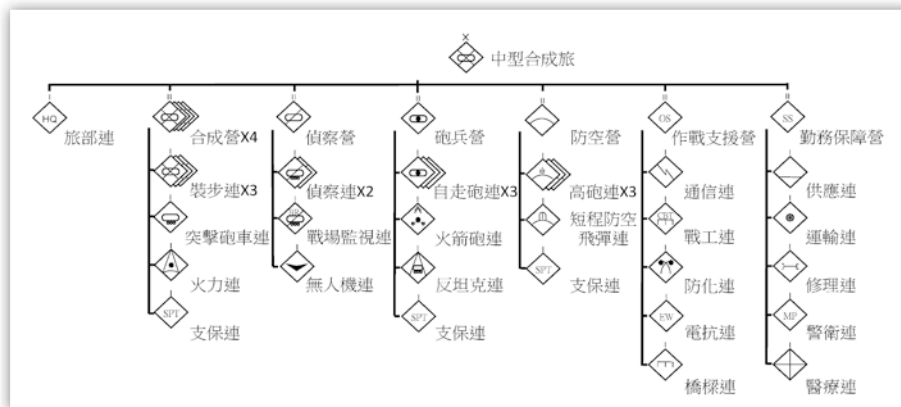 X
中型合成旅
HQ
旅部連
合成營X4
裝步連X3
突擊砲車連
火力連
SPT
支保連
偵察營
偵察連X2
戰場監視連
無人機連
砲兵營
自走砲連X3
火箭砲連
反坦克連
SPT
支保連
防空營
高砲連X3
短程防空
飛彈連
SPT
支保連
OS
作戰支援營
通信連
戰工連
防化連
EW
電抗連
橋樑連
SS
勤務保障營
供應連
運輸連
修理連
MP
警衛連
醫療連